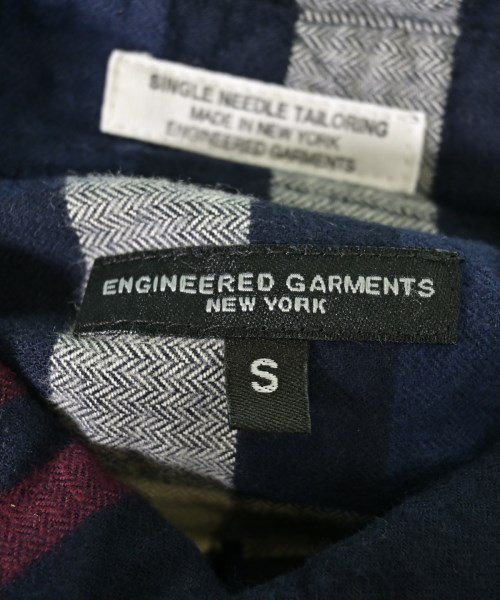 SINGLE NEEDLE TAILORING
MADE IN NEW YORK
ENGINEERED GARMENTS
ENGINEERED GARMENTS
NEW YORK
S